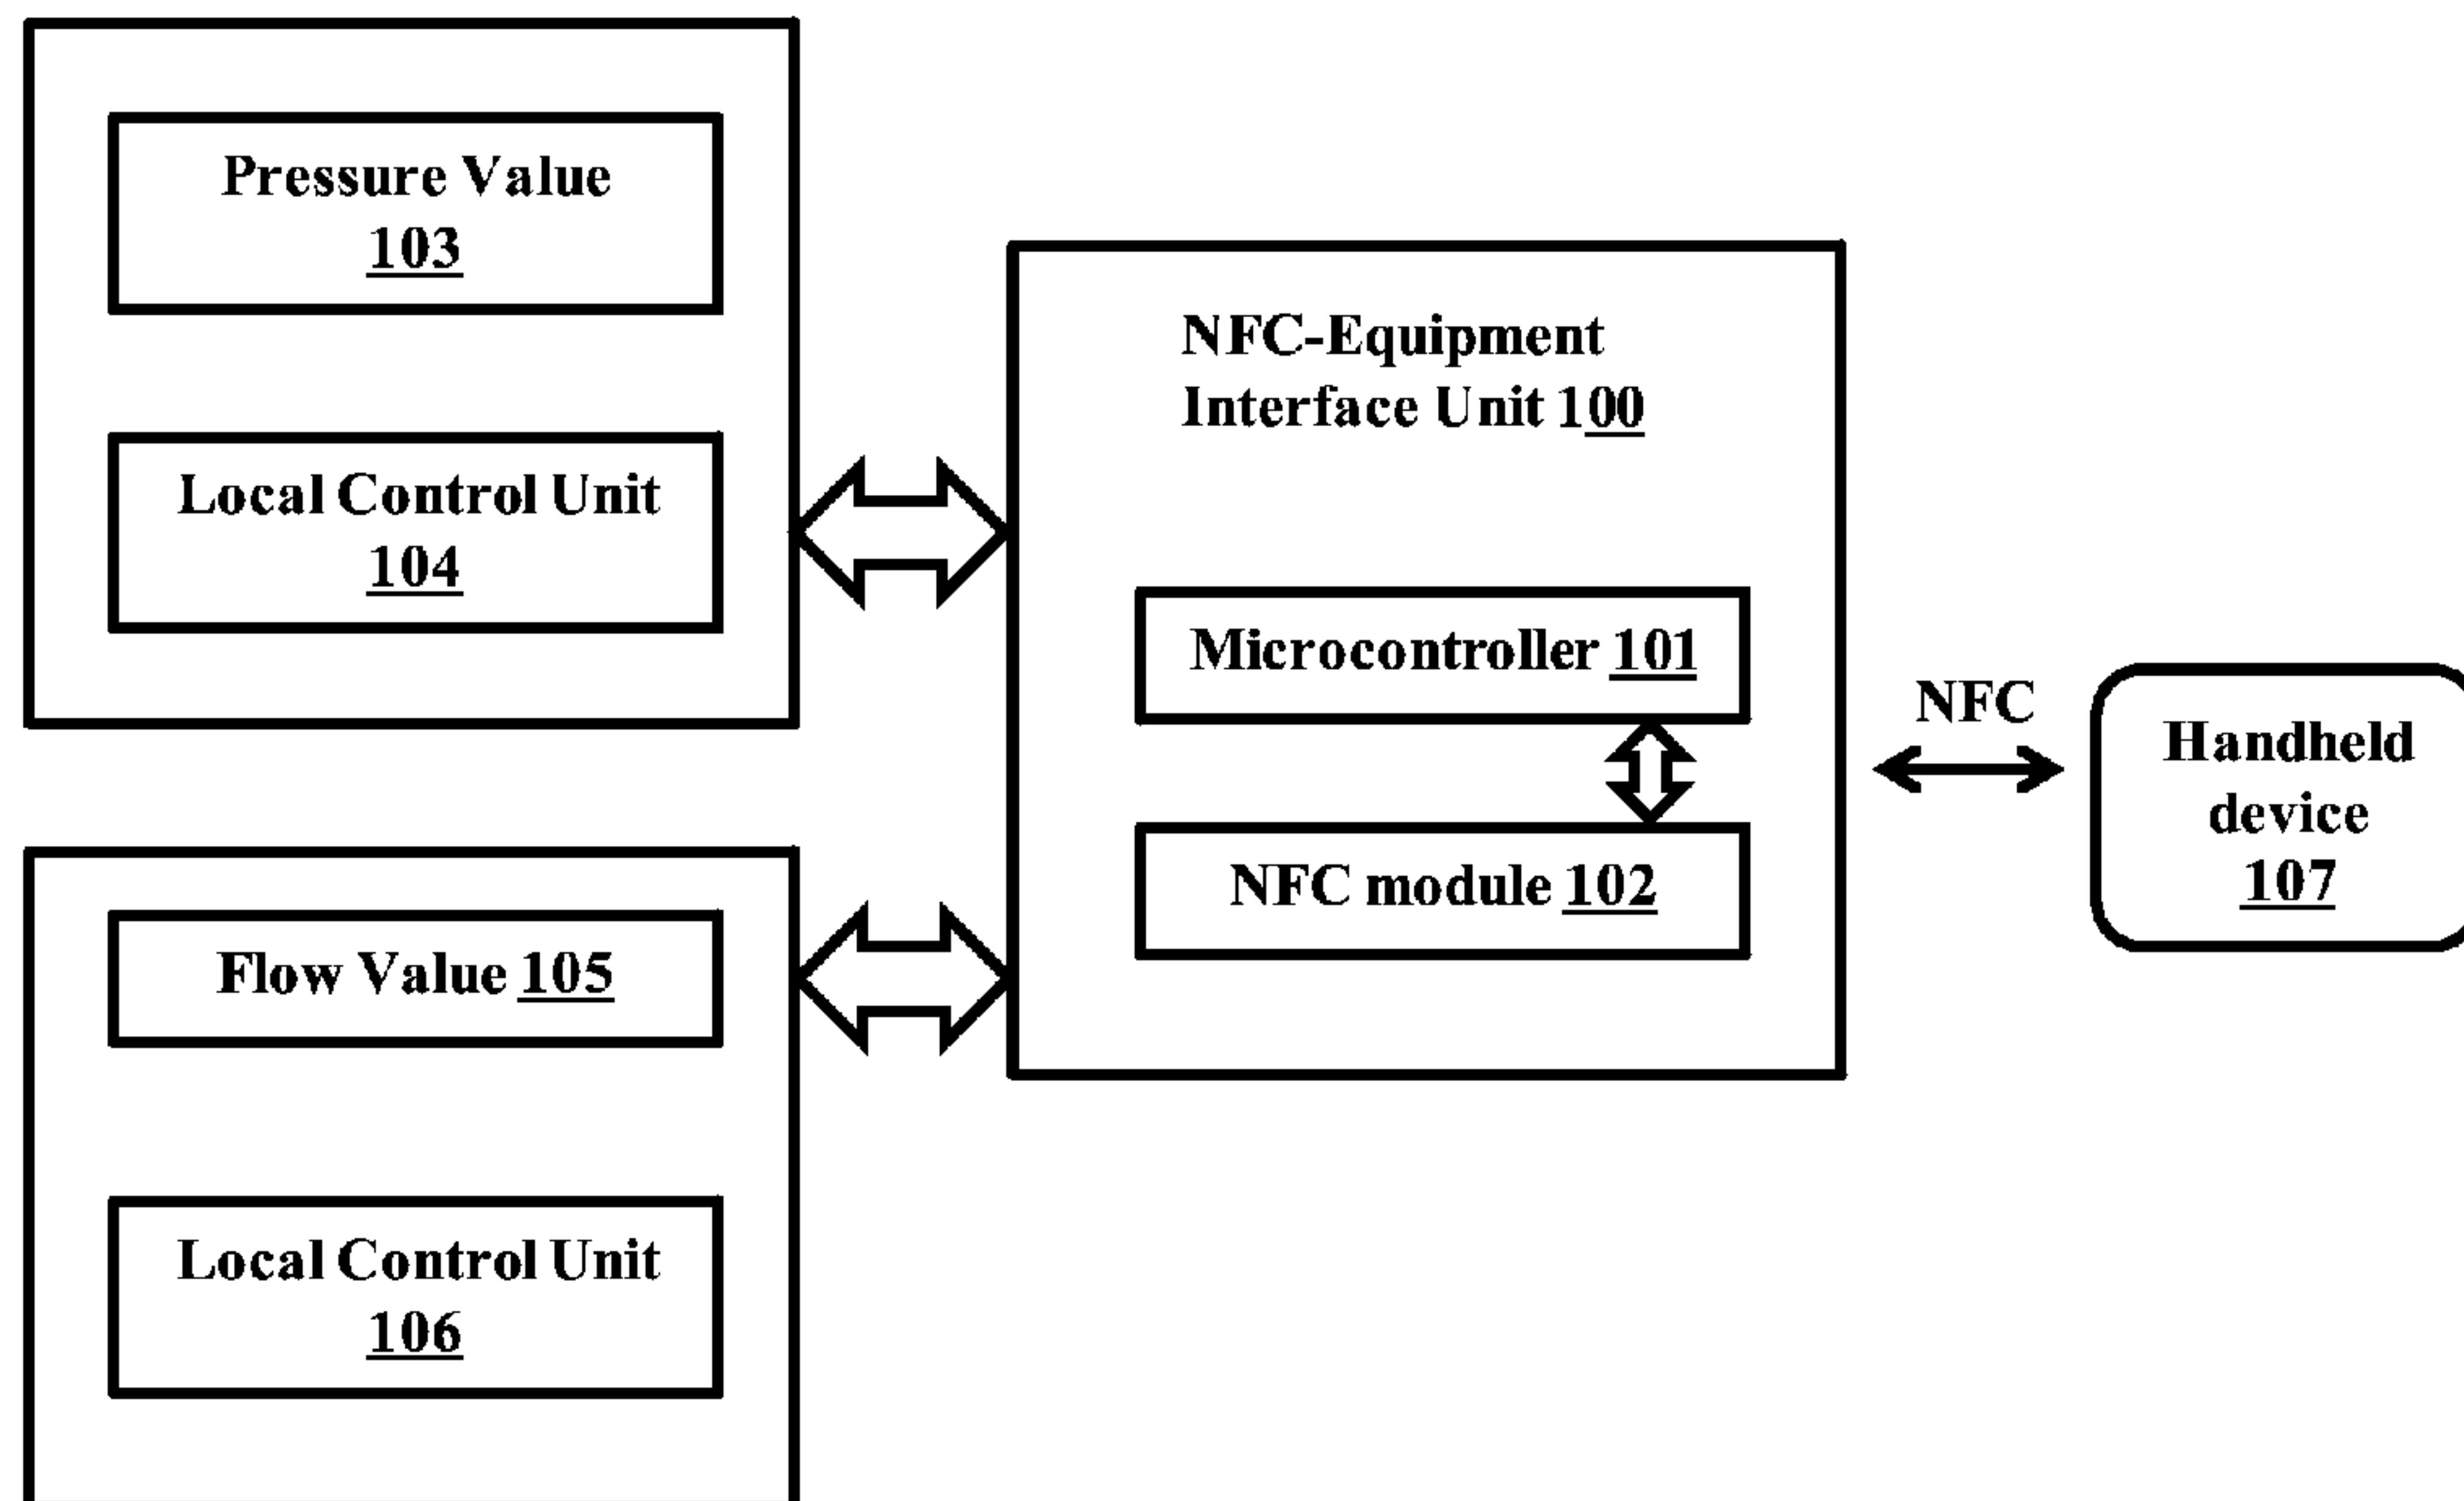 Pressure Value
103
Local Control Unit
104
NFC-Equipment
Interface Unit 100
Microcontroller 101
NFC module 102
NFC
Handheld
device
107
Flow Value 105
Local Control Unit
106